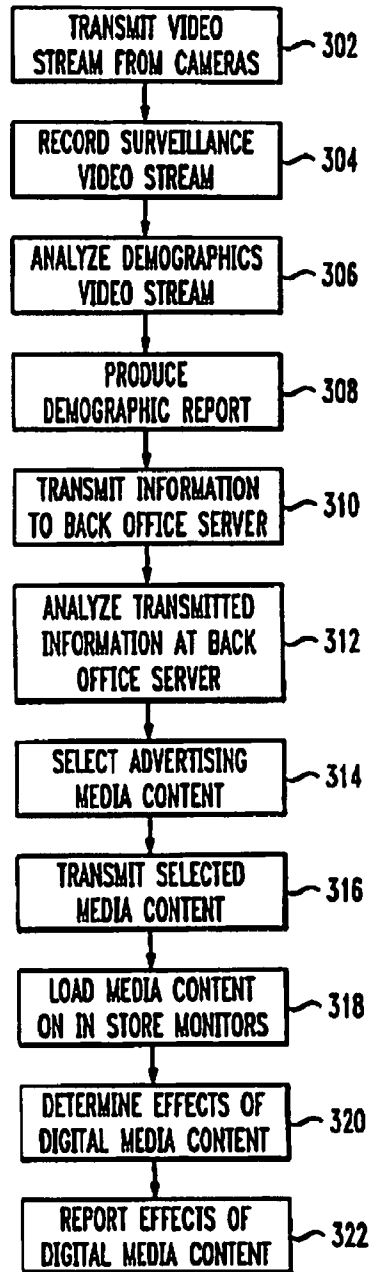 TRANSMIT VIDEO
STREAM FROM CAMERAS
302
RECORD SURVEILLANCE
VIDEO STREAM
304
ANALYZE DEMOGRAPHICS
VIDEO STREAM
306
PRODUCE
DEMOGRAPHIC REPORT
308
TRANSMIT INFORMATION
TO BACK OFFICE SERVER
310
ANALYZE TRANSMITTED
INFORMATION AT BACK
OFFICE SERVER
312
SELECT ADVERTISING
MEDIA CONTENT
314
TRANSMIT SELECTED
MEDIA CONTENT
316
LOAD MEDIA CONTENT
ON IN STORE MONITORS
318
DETERMINE EFFECTS OF
DIGITAL MEDIA CONTENT
320
REPORT EFFECTS OF
DIGITAL MEDIA CONTENT
322